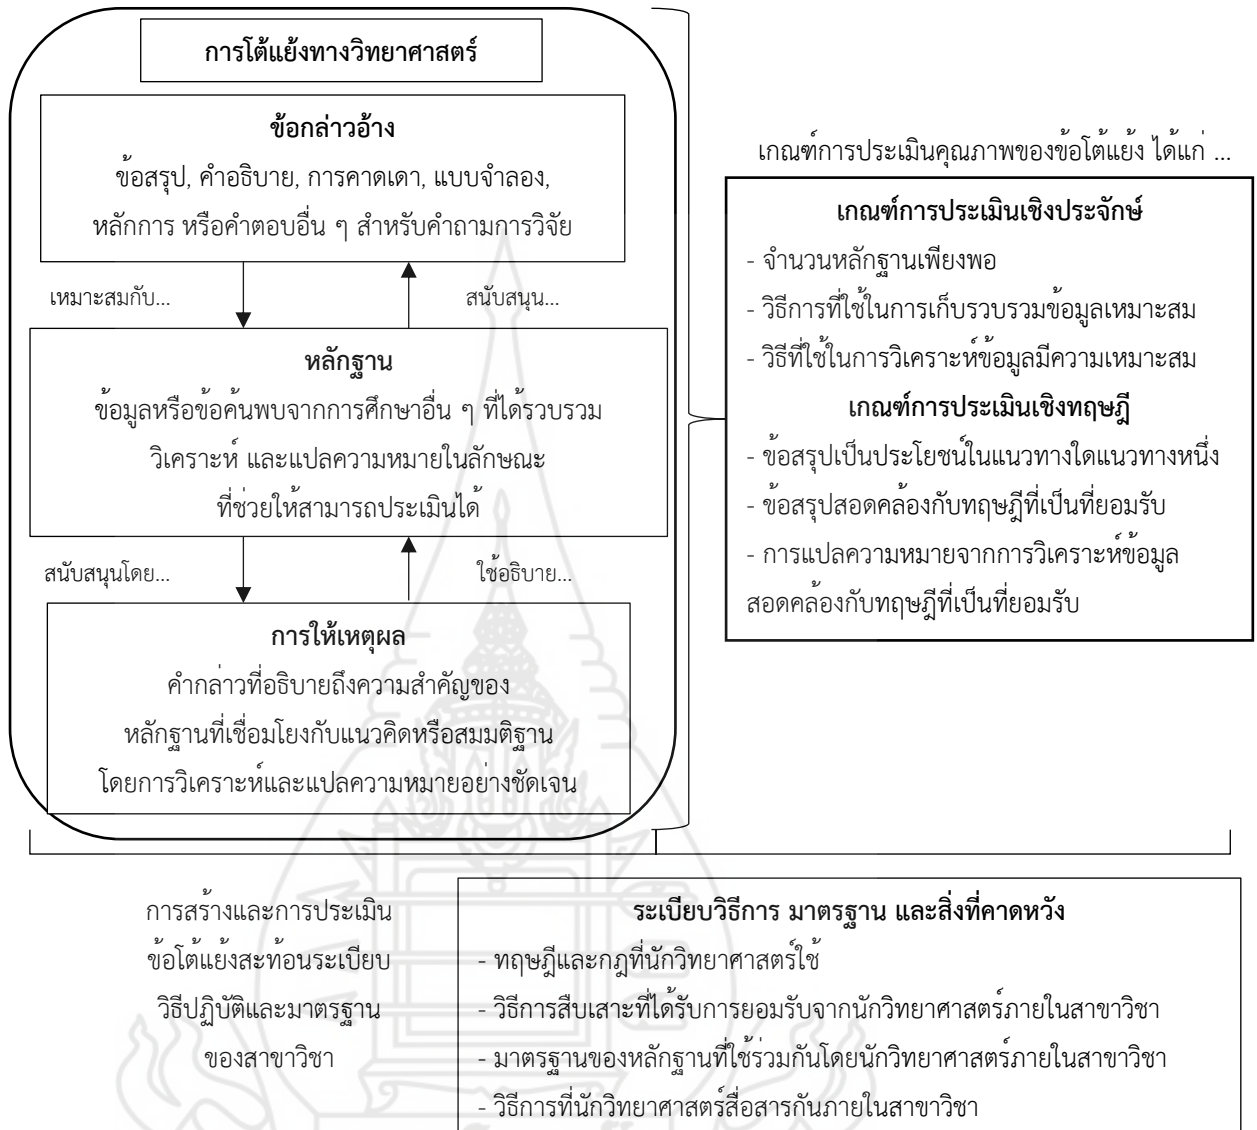 การโต้แย้งทางวิทยาศาสตร์
ข้อกล่าวอ้าง
ข้อสรุป, คำอธิบาย, การคาดเดา, แบบจำลอง,
หลักการ หรือคำตอบอื่น ๆ สำหรับคำถามการวิจัย
เหมาะสมกับ...
สนับสนุน...
หลักฐาน
ข้อมูลหรือข้อค้นพบจากการศึกษาอื่น ๆ ที่ได้รวบรวม
วิเคราะห์ และแปลความหมายในลักษณะ
ที่ช่วยให้สามารถประเมินได้
สนับสนุนโดย...
ใช้อธิบาย...
การให้เหตุผล
คำกล่าวที่อธิบายถึงความสำคัญของ
หลักฐานที่เชื่อมโยงกับแนวคิดหรือสมมติฐาน
โดยการวิเคราะห์และแปลความหมายอย่างชัดเจน
เกณฑ์การประเมินคุณภาพของข้อโต้แย้ง ได้แก่ ...
เกณฑ์การประเมินเชิงประจักษ์
- จำนวนหลักฐานเพียงพอ
- วิธีการที่ใช้ในการเก็บรวบรวมข้อมูลเหมาะสม
- วิธีที่ใช้ในการวิเคราะห์ข้อมูลมีความเหมาะสม
เกณฑ์การประเมินเชิงทฤษฎี
- ข้อสรุปเป็นประโยชน์ในแนวทางใดแนวทางหนึ่ง
- ข้อสรุปสอดคล้องกับทฤษฎีที่เป็นที่ยอมรับ
- การแปลความหมายจากการวิเคราะห์ข้อมูล
สอดคล้องกับทฤษฎีที่เป็นที่ยอมรับ
การสร้างและการประเมิน
ข้อโต้แย้งสะท้อนระเบียบ
วิธีปฏิบัติและมาตรฐาน
ของสาขาวิชา
ระเบียบวิธีการ มาตรฐาน และสิ่งที่คาดหวัง
- ทฤษฎีและกฎที่นักวิทยาศาสตร์ใช้
- วิธีการสืบเสาะที่ได้รับการยอมรับจากนักวิทยาศาสตร์ภายในสาขาวิชา
- มาตรฐานของหลักฐานที่ใช้ร่วมกันโดยนักวิทยาศาสตร์ภายในสาขาวิชา
- วิธีการที่นักวิทยาศาสตร์สื่อสารกันภายในสาขาวิชา